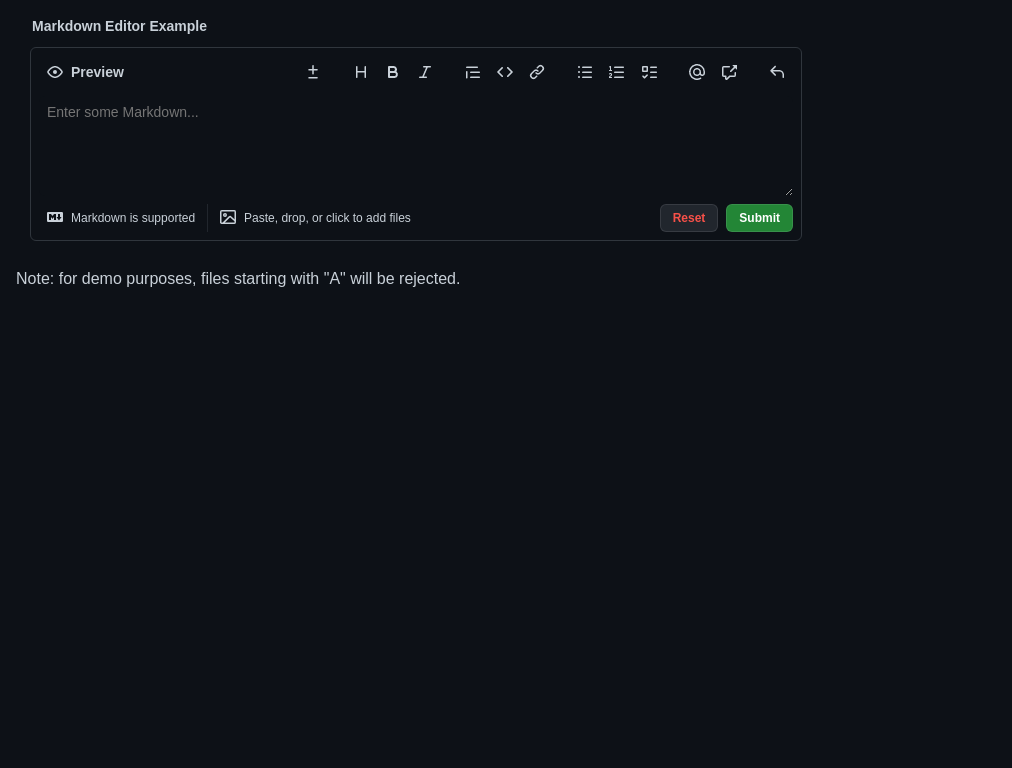 Markdown Editor Example
Preview
Enter some Markdown...
Markdown is supported
Paste, drop, or click to add files
Reset
Submit
Note: for demo purposes, files starting with "A" will be rejected.